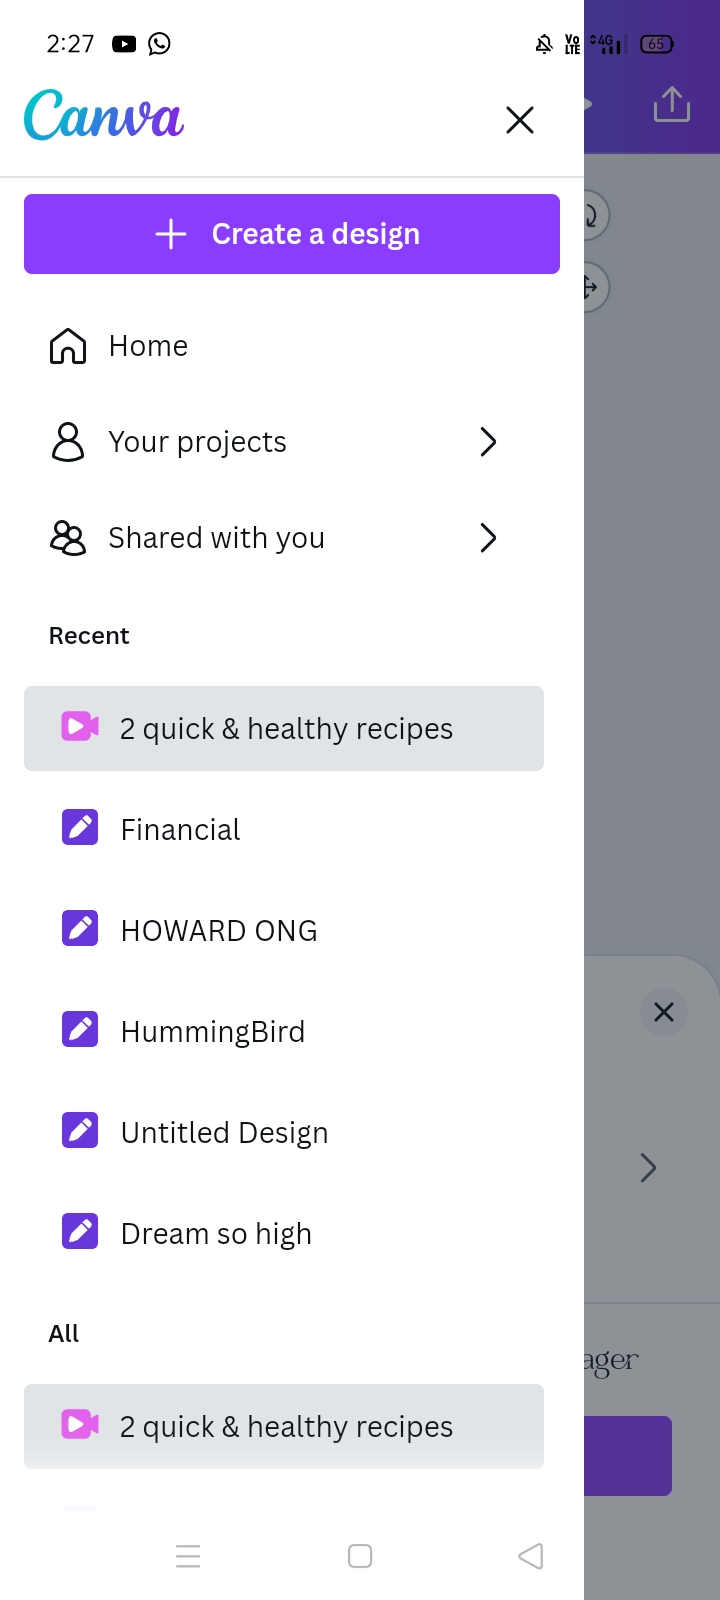 2:27
Vo LTE 4G 65
Canva
Create a design
Home
Your projects
Shared with you
Recent
2 quick & healthy recipes
Financial
HOWARD ONG
HummingBird
Untitled Design
Dream so high
All
ager
2 quick & healthy recipes